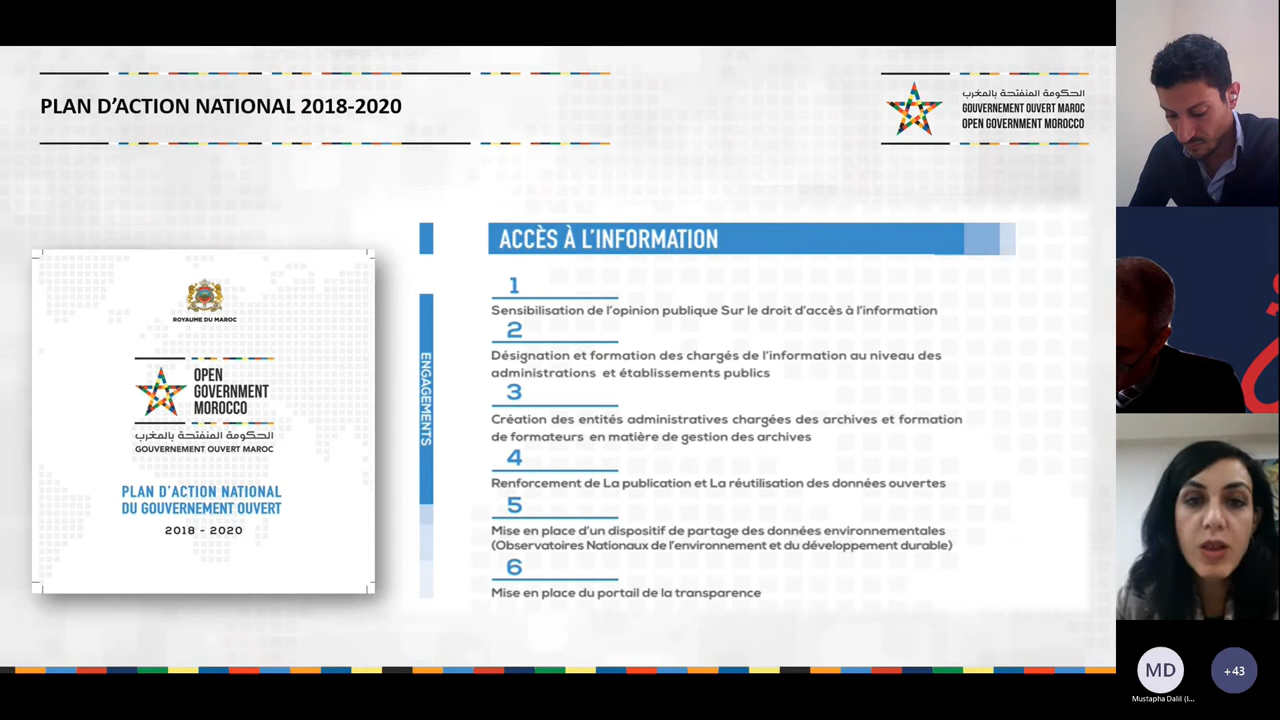 PLAN D'ACTION NATIONAL 2018-2020
الحكومة المنفتحة بالمغرب
GOUVERNEMENT OUVERT MAROC
OPEN GOVERNMENT MOROCCO
ROYAUME DU MAROC
OPEN
GOVERNMENT
MOROCCO
الحكومة المنفتحة بالمغرب
GOUVERNEMENT OUVERT MAROC
PLAN D'ACTION NATIONAL
DU GOUVERNEMENT OUVERT
2018 - 2020
ENGAGEMENTS
ACCÈS À L'INFORMATION
1
Sensibilisation de l'opinion publique Sur le droit d'accès à l'information
2
Désignation et formation des chargés de l'information au niveau des
administrations et établissements publics
3
Création des entités administratives chargées des archives et formation
de formateurs en matière de gestion des archives
4
Renforcement de La publication et La réutilisation des données ouvertes
5
Mise en place d'un dispositif de partage des données environnementales
(Observatoires Nationaux de l'environnement et du développement durable)
6
Mise en place du portail de la transparence
MD
+43
Mustapha Dalil (I...